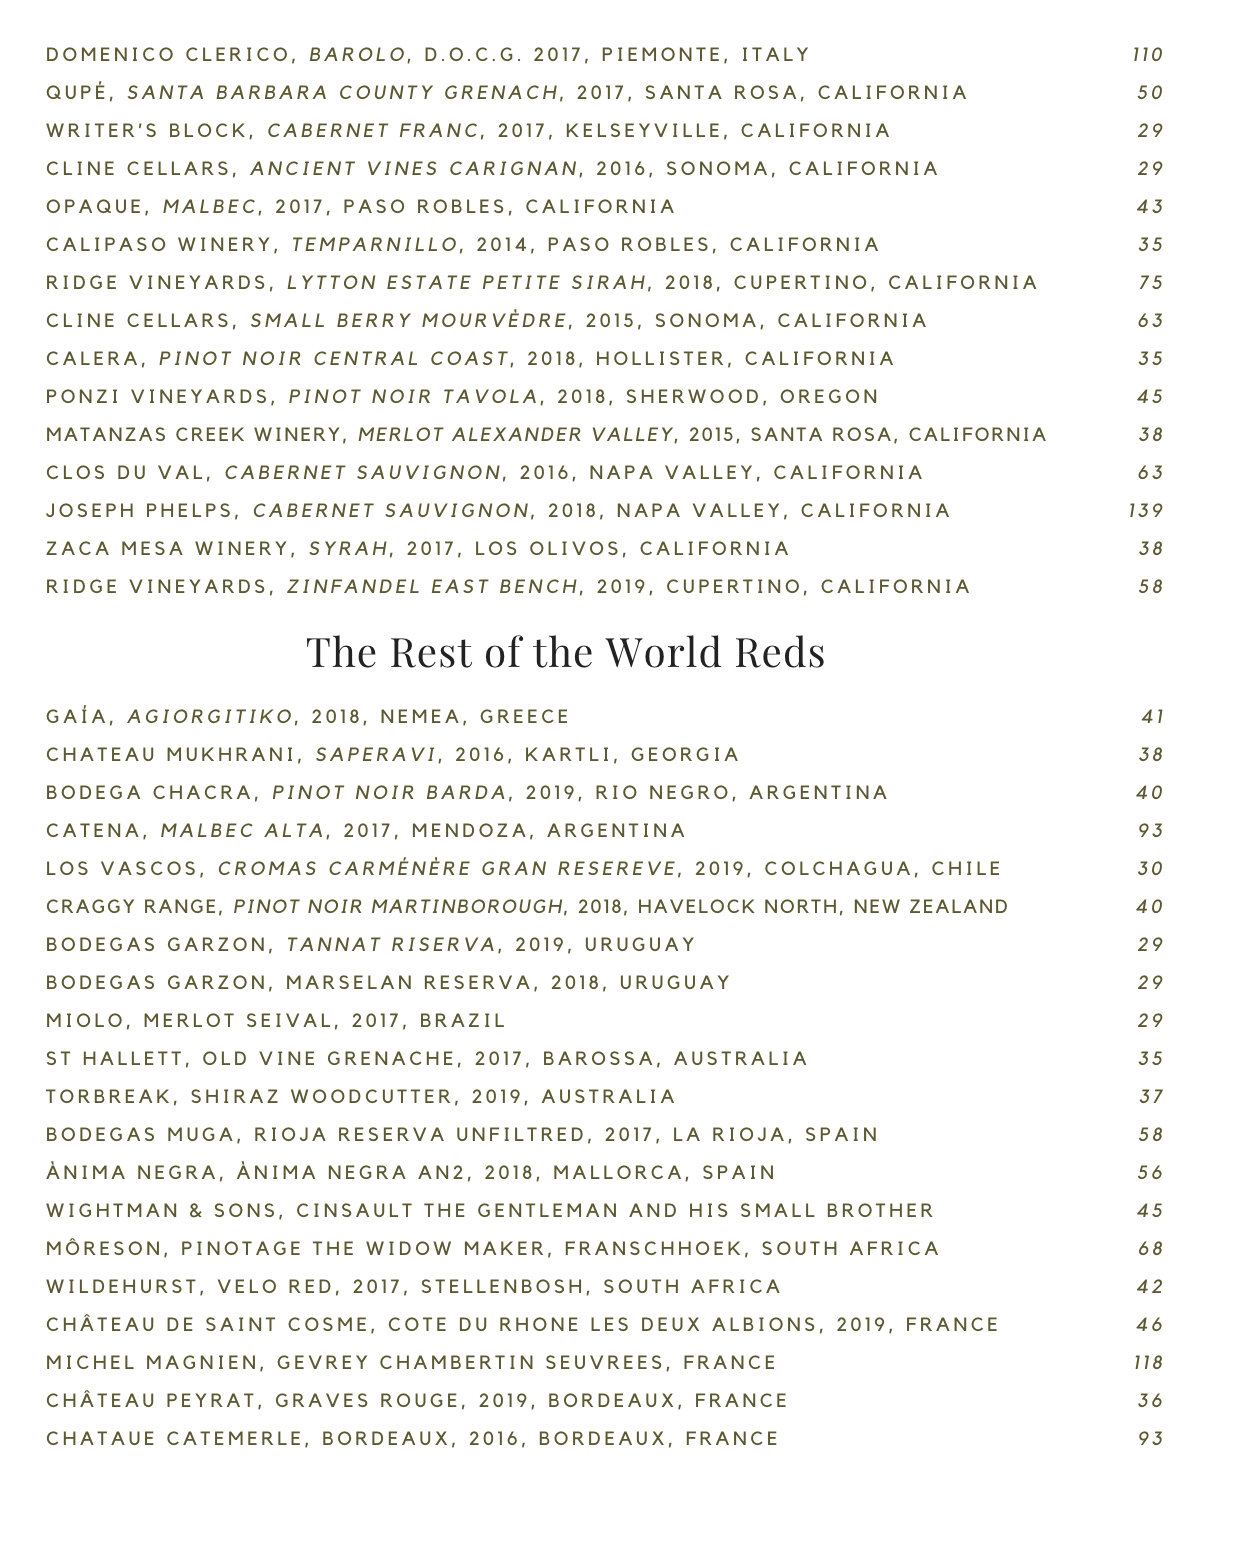 DOMENICO CLERICO, BAROLO, D.O.C.G. 2017, PIEMONTE, ITALY 110
QUPÉ, SANTA BARBARA COUNTY GRENACH, 2017, SANTA ROSA, CALIFORNIA 50
WRITER'S BLOCK, CABERNET FRANC, 2017, KELSEYVILLE, CALIFORNIA 29
CLINE CELLARS, ANCIENT VINES CARIGNAN, 2016, SONOMA, CALIFORNIA 29
OPAQUE, MALBEC, 2017, PASO ROBLES, CALIFORNIA 43
CALIPASO WINERY, TEMPARNILLO, 2014, PASO ROBLES, CALIFORNIA 35
RIDGE VINEYARDS, LYTTON ESTATE PETITE SIRAH, 2018, CUPERTINO, CALIFORNIA 75
CLINE CELLARS, SMALL BERRY MOURVÈDRE, 2015, SONOMA, CALIFORNIA 63
CALERA, PINOT NOIR CENTRAL COAST, 2018, HOLLISTER, CALIFORNIA 35
PONZI VINEYARDS, PINOT NOIR TAVOLA, 2018, SHERWOOD, OREGON 45
MATANZAS CREEK WINERY, MERLOT ALEXANDER VALLEY, 2015, SANTA ROSA, CALIFORNIA 38
CLOS DU VAL, CABERNET SAUVIGNON, 2016, NAPA VALLEY, CALIFORNIA 63
JOSEPH PHELPS, CABERNET SAUVIGNON, 2018, NAPA VALLEY, CALIFORNIA 139
ZACA MESA WINERY, SYRAH, 2017, LOS OLIVOS, CALIFORNIA 38
RIDGE VINEYARDS, ZINFANDEL EAST BENCH, 2019, CUPERTINO, CALIFORNIA 58
The Rest of the World Reds
GAÍA, AGIORGITIKO, 2018, NEMEA, GREECE 41
CHATEAU MUKHRANI, SAPERAVI, 2016, KARTLI, GEORGIA 38
BODEGA CHACRA, PINOT NOIR BARDA, 2019, RIO NEGRO, ARGENTINA 40
CATENA, MALBEC ALTA, 2017, MENDOZA, ARGENTINA 93
LOS VASCOS, CROMAS CARMÉNÈRE GRAN RESEREVE, 2019, COLCHAGUA, CHILE 30
CRAGGY RANGE, PINOT NOIR MARTINBOROUGH, 2018, HAVELOCK NORTH, NEW ZEALAND 40
BODEGAS GARZON, TANNAT RISERVA, 2019, URUGUAY 29
BODEGAS GARZON, MARSELAN RESERVA, 2018, URUGUAY 29
MIOLO, MERLOT SEIVAL, 2017, BRAZIL 29
ST HALLETT, OLD VINE GRENACHE, 2017, BAROSSA, AUSTRALIA 35
TORBREAK, SHIRAZ WOODCUTTER, 2019, AUSTRALIA 37
BODEGAS MUGA, RIOJA RESERVA UNFILTRED, 2017, LA RIOJA, SPAIN 58
ÀNIMA NEGRA, ÀNIMA NEGRA AN2, 2018, MALLORCA, SPAIN 56
WIGHTMAN & SONS, CINSAULT THE GENTLEMAN AND HIS SMALL BROTHER 45
MÔRESON, PINOTAGE THE WIDOW MAKER, FRANSCHHOEK, SOUTH AFRICA 68
WILDEHURST, VELO RED, 2017, STELLENBOSH, SOUTH AFRICA 42
CHÂTEAU DE SAINT COSME, COTE DU RHONE LES DEUX ALBIONS, 2019, FRANCE 46
MICHEL MAGNIEN, GEVREY CHAMBERTIN SEUVREES, FRANCE 118
CHÂTEAU PEYRAT, GRAVES ROUGE, 2019, BORDEAUX, FRANCE 36
CHATAUE CATEMERLE, BORDEAUX, 2016, BORDEAUX, FRANCE 93